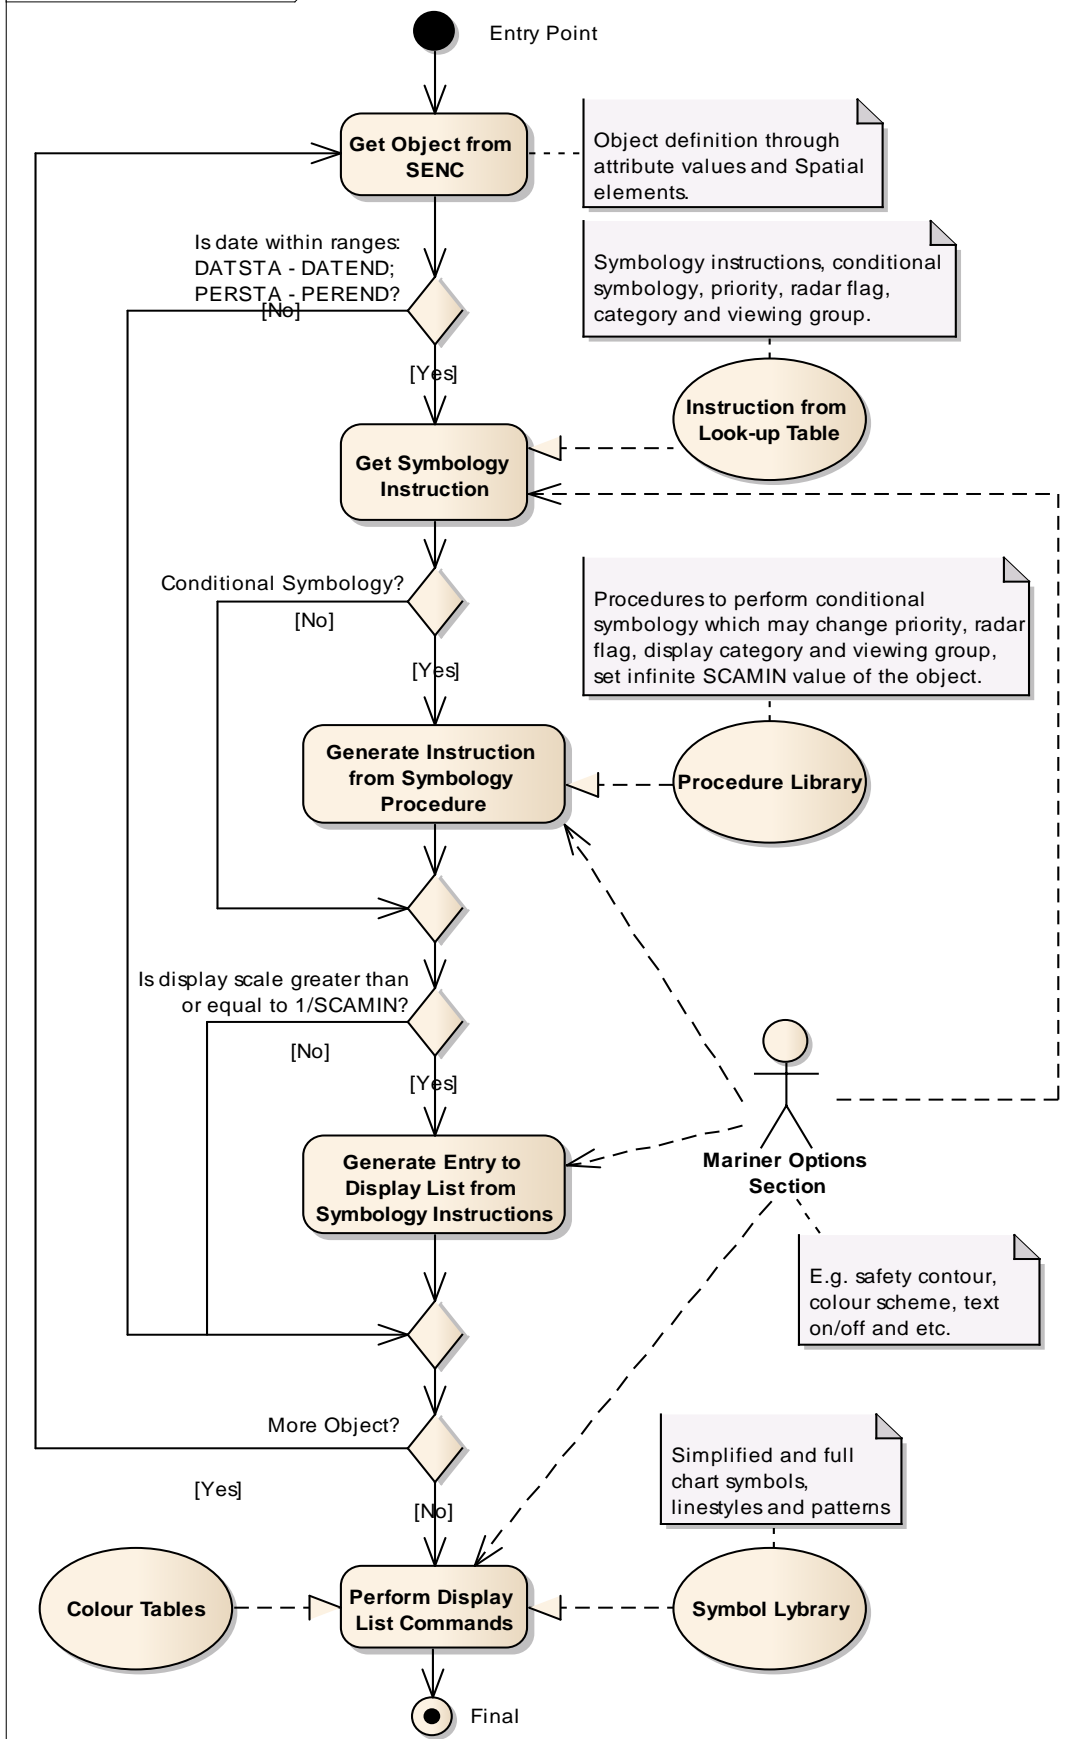 Entry Point
Get Object from
SENC
Object definition through
attribute values and Spatial
elements.
Is date within ranges:
DATSTA - DATEND;
PERSTA - PEREND?
[No]
Symbology instructions, conditional
symbology, priority, radar flag,
category and viewing group.
[Yes]
Instruction from
Look-up Table
Get Symbology
Instruction
Conditional Symbology?
[No]
[Yes]
Procedures to perform conditional
symbology which may change priority, radar
flag, display category and viewing group,
set infinite SCAMIN value of the object.
Generate Instruction
from Symbology
Procedure
Procedure Library
Is display scale greater than
or equal to 1/SCAMIN?
[No]
[Yes]
Generate Entry to
Display List from
Symbology Instructions
Mariner Options
Section
E.g. safety contour,
colour scheme, text
on/off and etc.
More Object?
[Yes]
[No]
Simplified and full
chart symbols,
linestyles and patterns
Colour Tables
Perform Display
List Commands
Symbol Lybrary
Final